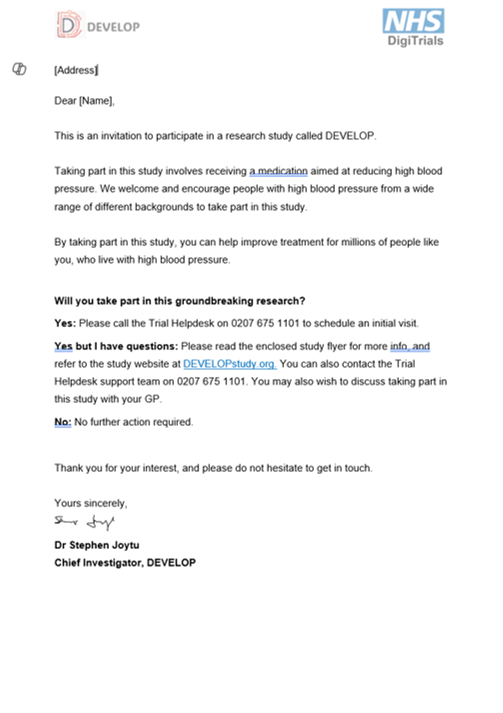 DEVELOP
NHS
DigiTrials
[Address]
Dear [Name],
This is an invitation to participate in a research study called DEVELOP.
Taking part in this study involves receiving a medication aimed at reducing high blood
pressure. We welcome and encourage people with high blood pressure from a wide
range of different backgrounds to take part in this study.
By taking part in this study, you can help improve treatment for millions of people like
you, who live with high blood pressure.
Will you take part in this groundbreaking research?
Yes: Please call the Trial Helpdesk on 0207 675 1101 to schedule an initial visit.
Yes but I have questions: Please read the enclosed study flyer for more info, and
refer to the study website at DEVELOPstudy.org. You can also contact the Trial
Helpdesk support team on 0207 675 1101. You may also wish to discuss taking part in
this study with your GP.
No: No further action required.
Thank you for your interest, and please do not hesitate to get in touch.
Yours sincerely,
Dr Stephen Joytu
Chief Investigator, DEVELOP